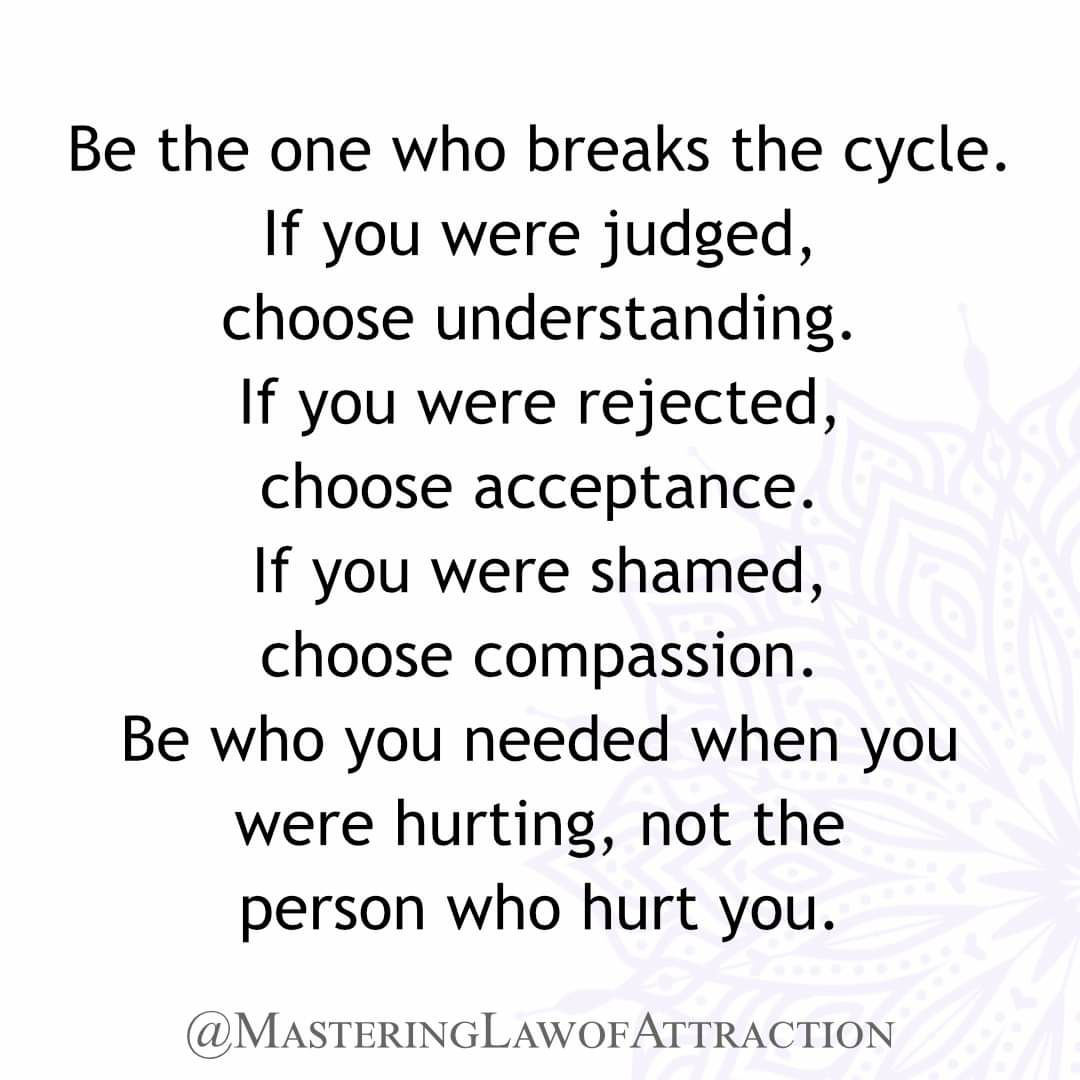 Be the one who breaks the cycle.
If you were judged,
choose understanding.
If you were rejected,
choose acceptance.
If you were shamed,
choose compassion.
Be who you needed when you
were hurting, not the
person who hurt you.
@MasteringLawofAttraction